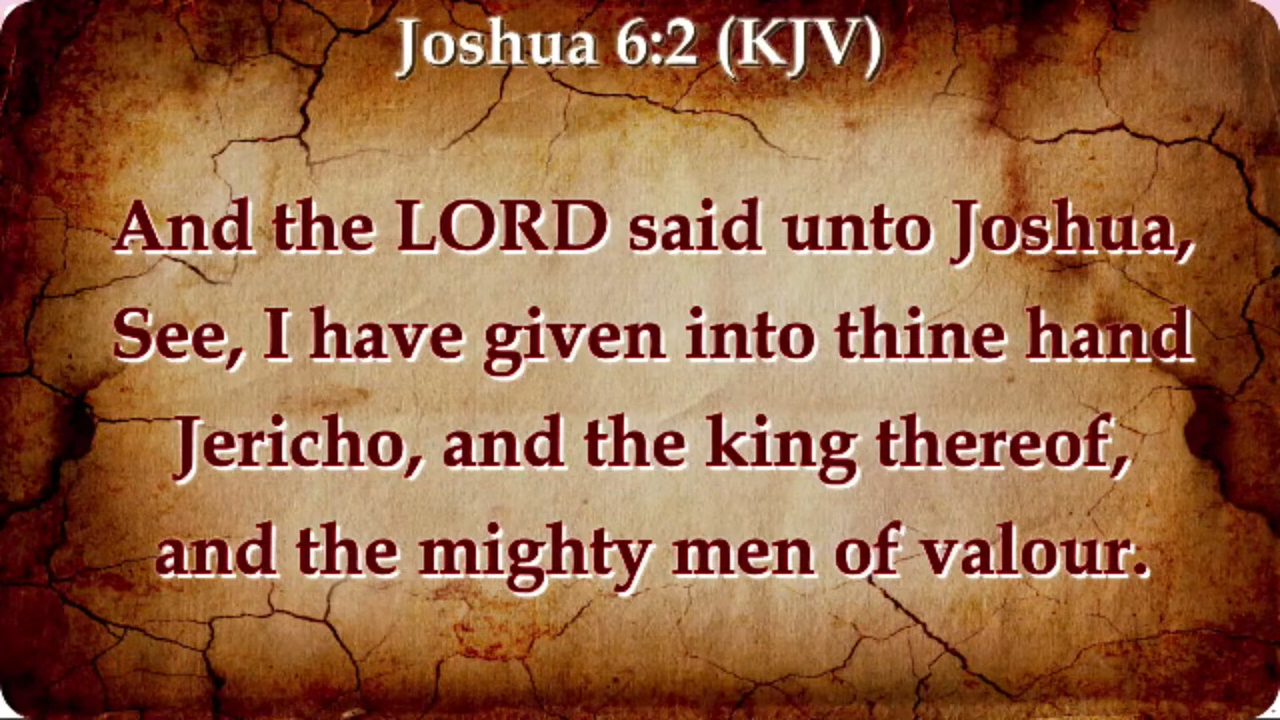 Joshua 6:2 (KJV)
And the LORD said unto Joshua,
See, I have given into thine hand
Jericho, and the king thereof,
and the mighty men of valour.